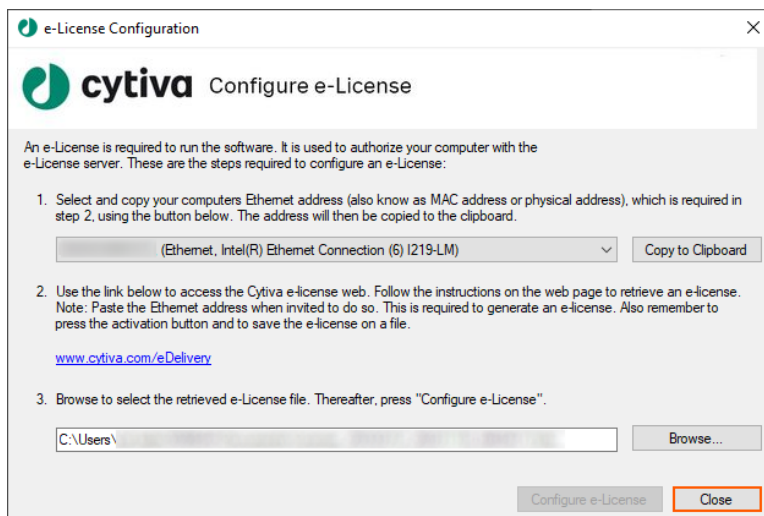 e-License Configuration
cytiva Configure e-License
An e-License is required to run the software. It is used to authorize your computer with the
e-License server. These are the steps required to configure an e-License:
1. Select and copy your computers Ethernet address (also know as MAC address or physical address), which is required in
step 2, using the button below. The address will then be copied to the clipboard.
(Ethernet, Intel(R) Ethernet Connection (6) I219-LM) Copy to Clipboard
2. Use the link below to access the Cytiva e-license web. Follow the instructions on the web page to retrieve an e-license.
Note: Paste the Ethernet address when invited to do so. This is required to generate an e-license. Also remember to
press the activation button and to save the e-license on a file.
www.cytiva.com/eDelivery
3. Browse to select the retrieved e-License file. Thereafter, press "Configure e-License".
C:\Users\ Browse...
Configure e-License Close